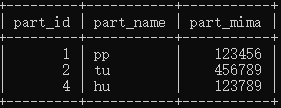 part_id | part_name | part_mima
1 | pp | 123456
2 | tu | 456789
4 | hu | 123789